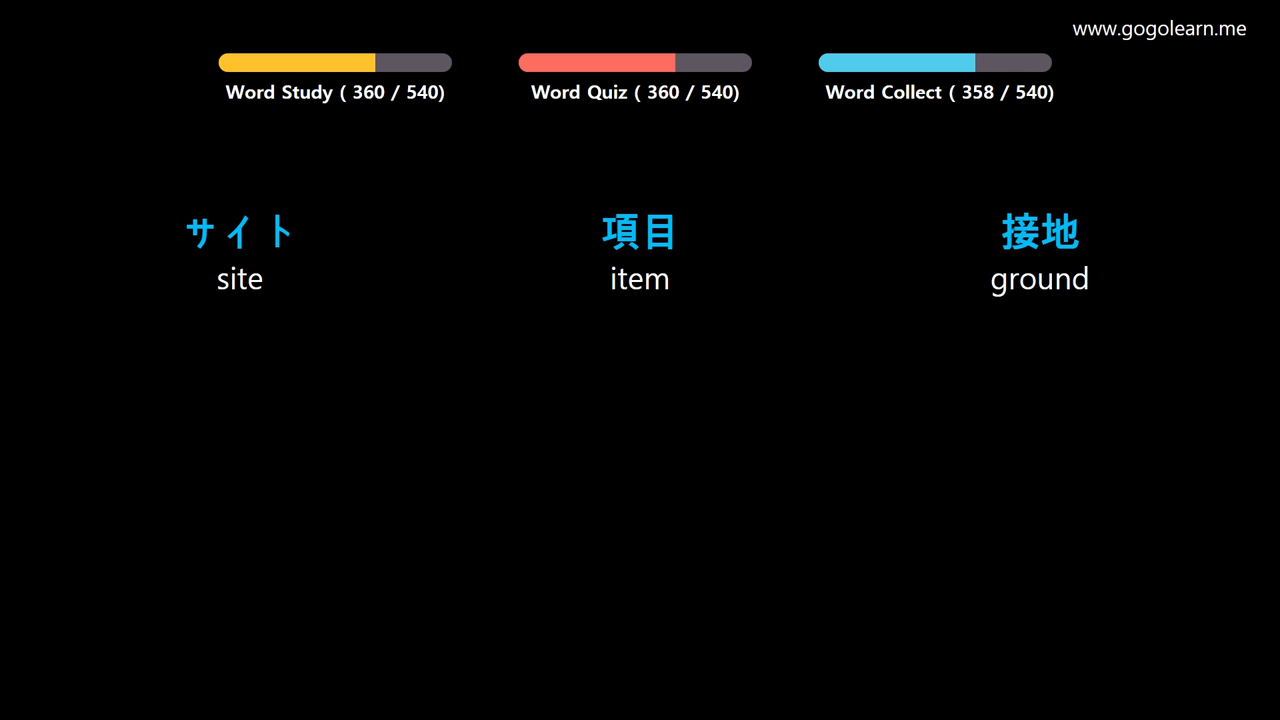 www.gogolearn.me
Word Study ( 360 / 540)
Word Quiz ( 360 / 540)
Word Collect ( 358 / 540)
サイト
site
項目
item
接地
ground